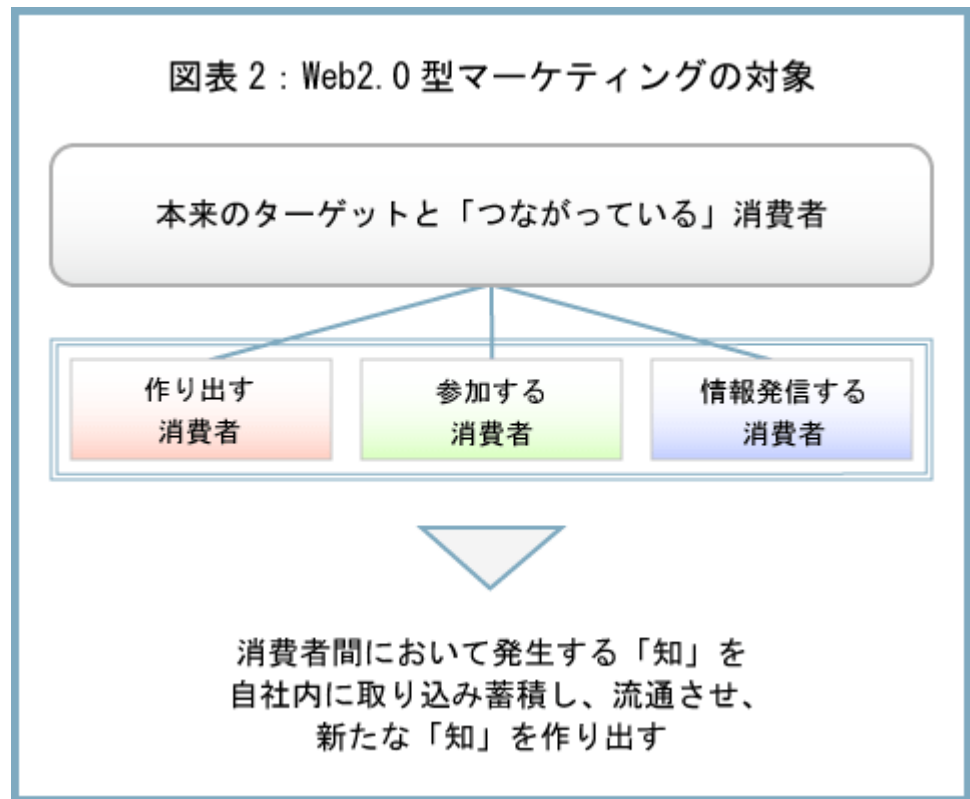 図表2：Web2.0型マーケティングの対象
本来のターゲットと「つながっている」消費者
作り出す
消費者
参加する
消費者
情報発信する
消費者
消費者間において発生する「知」を
自社内に取り込み蓄積し、流通させ、
新たな「知」を作り出す